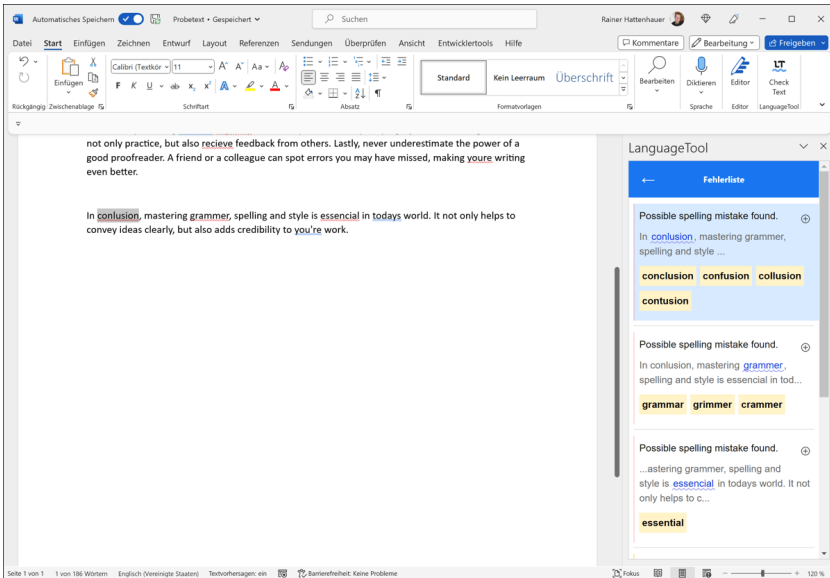 Automatisches Speichern
Probetext • Gespeichert
Suchen
Rainer Hattenhauer
Datei Start Einfügen Zeichnen Entwurf Layout Referenzen Sendungen Überprüfen Ansicht Entwicklertools Hilfe
Kommentare Bearbeitung Freigeben
Einfügen
Calibri (Textkör 11 A A Aa A
F K U ab x x A A
Standard Kein Leerraum Überschrift
Bearbeiten Diktieren Editor Check Text
Rückgängig Zwischenablage Schriftart Absatz Formatvorlagen Sprache Editor LanguageTool
not only practice, but also recieve feedback from others. Lastly, never underestimate the power of a
good proofreader. A friend or a colleague can spot errors you may have missed, making youre writing
even better.
In conlusion, mastering grammer, spelling and style is essencial in todays world. It not only helps to
convey ideas clearly, but also adds credibility to you're work.
LanguageTool
Fehlerliste
Possible spelling mistake found.
In conlusion, mastering grammer,
spelling and style ...
conclusion confusion collusion
contusion
Possible spelling mistake found.
In conlusion, mastering grammer,
spelling and style is essencial in tod...
grammar grimmer crammer
Possible spelling mistake found.
...astering grammer, spelling and
style is essencial in todays world. It not
only helps to c...
essential
Seite 1 von 1 1 von 186 Wörtern Englisch (Vereinigte Staaten) Textvorhersagen: ein Barrierefreiheit: Keine Probleme
Fokus 120 %